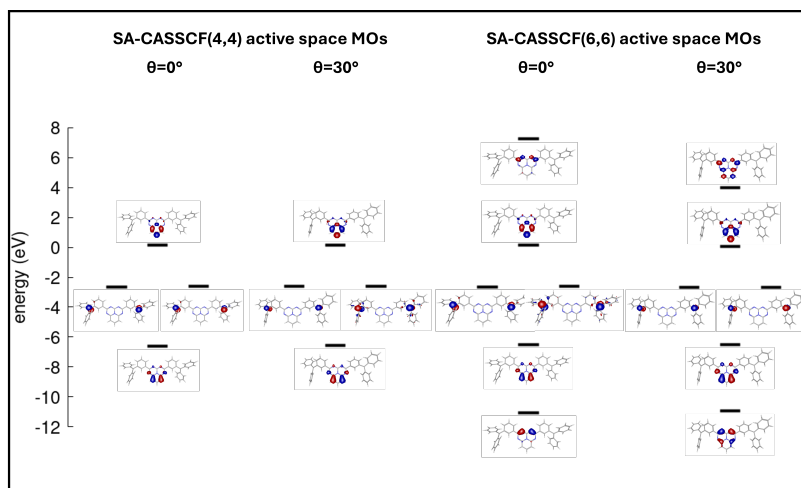 SA-CASSCF(4,4) active space MOs
SA-CASSCF(6,6) active space MOs
θ=0°
θ=30°
θ=0°
θ=30°
energy (eV)
8
6
4
2
0
-2
-4
-6
-8
-10
-12